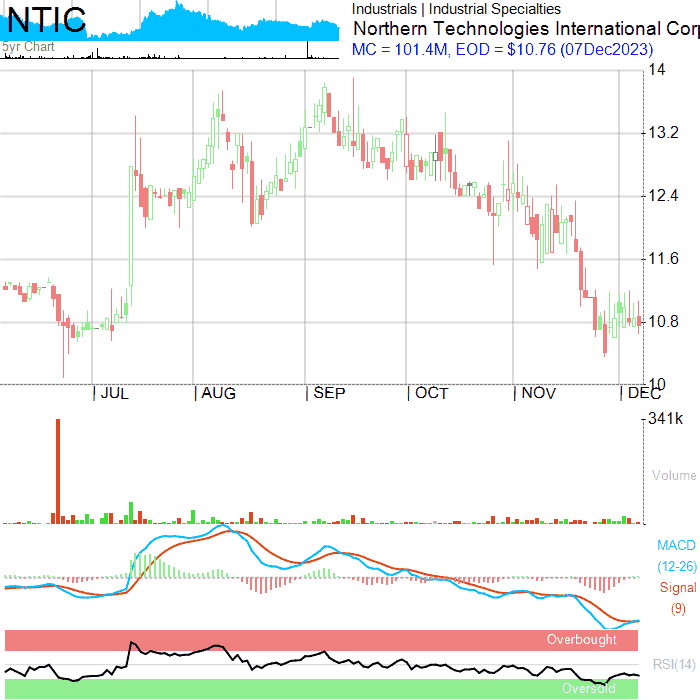 NTIC
5yr Chart
Industrials | Industrial Specialties
Northern Technologies International Corp
MC = 101.4M, EOD = $10.76 (07Dec2023)
14
13.2
12.4
11.6
10.8
10
JUL AUG SEP OCT NOV DEC
341k
Volume
MACD
(12-26)
Signal
(9)
Overbought
RSI(14)
Oversold